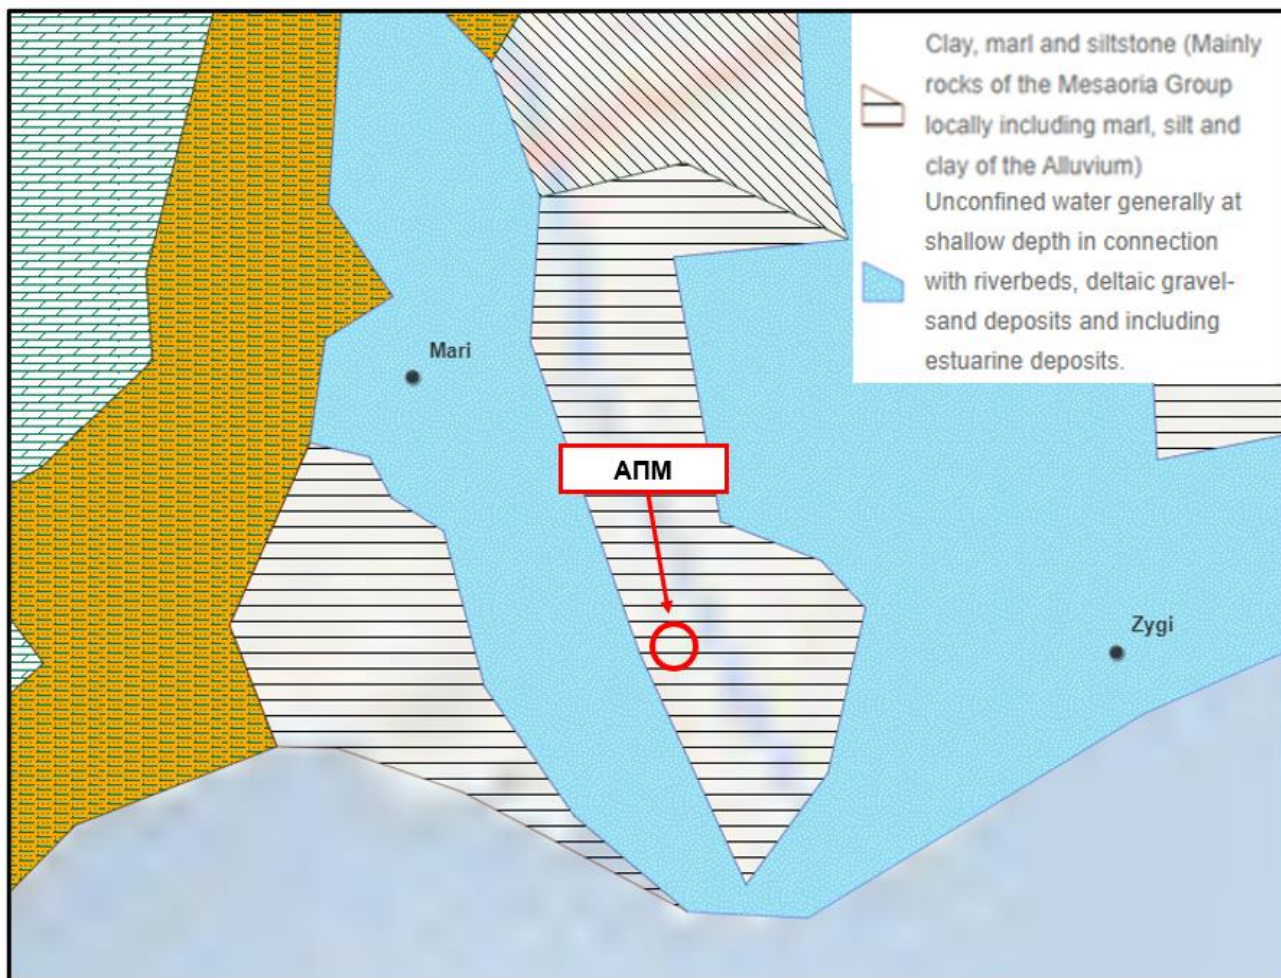 Clay, marl and siltstone (Mainly
rocks of the Mesaoria Group
locally including marl, silt and
clay of the Alluvium)
Unconfined water generally at
shallow depth in connection
with riverbeds, deltaic gravel-
sand deposits and including
estuarine deposits.
Mari
ΑΠΜ
Zygi